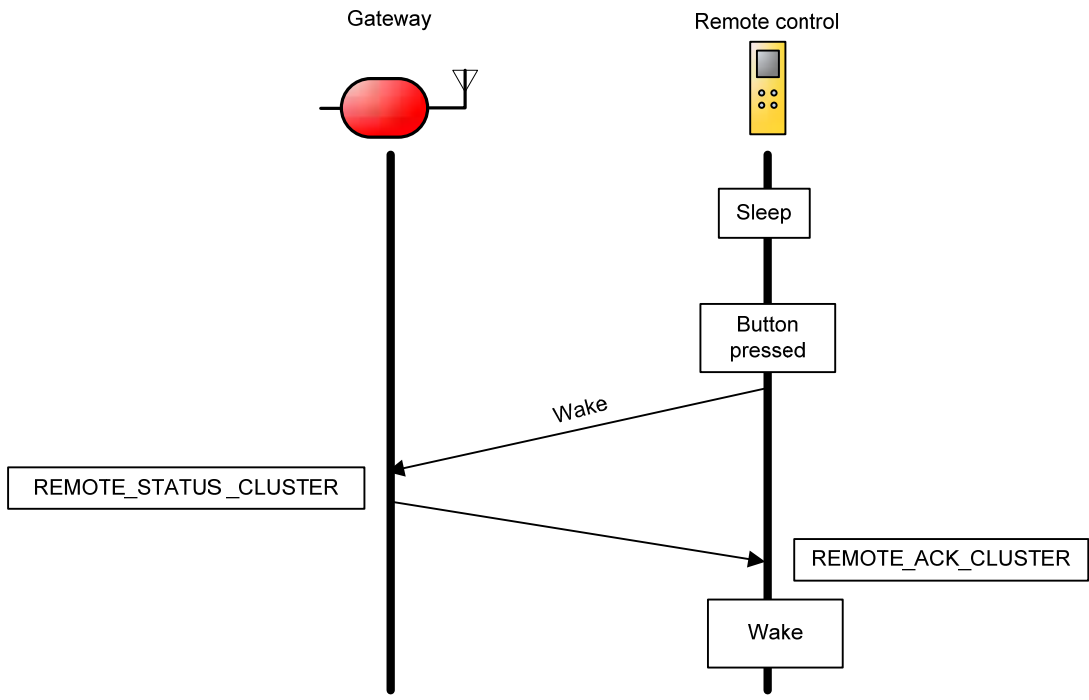 Gateway
Remote control
Sleep
Button
pressed
Wake
REMOTE_STATUS _CLUSTER
REMOTE_ACK_CLUSTER
Wake